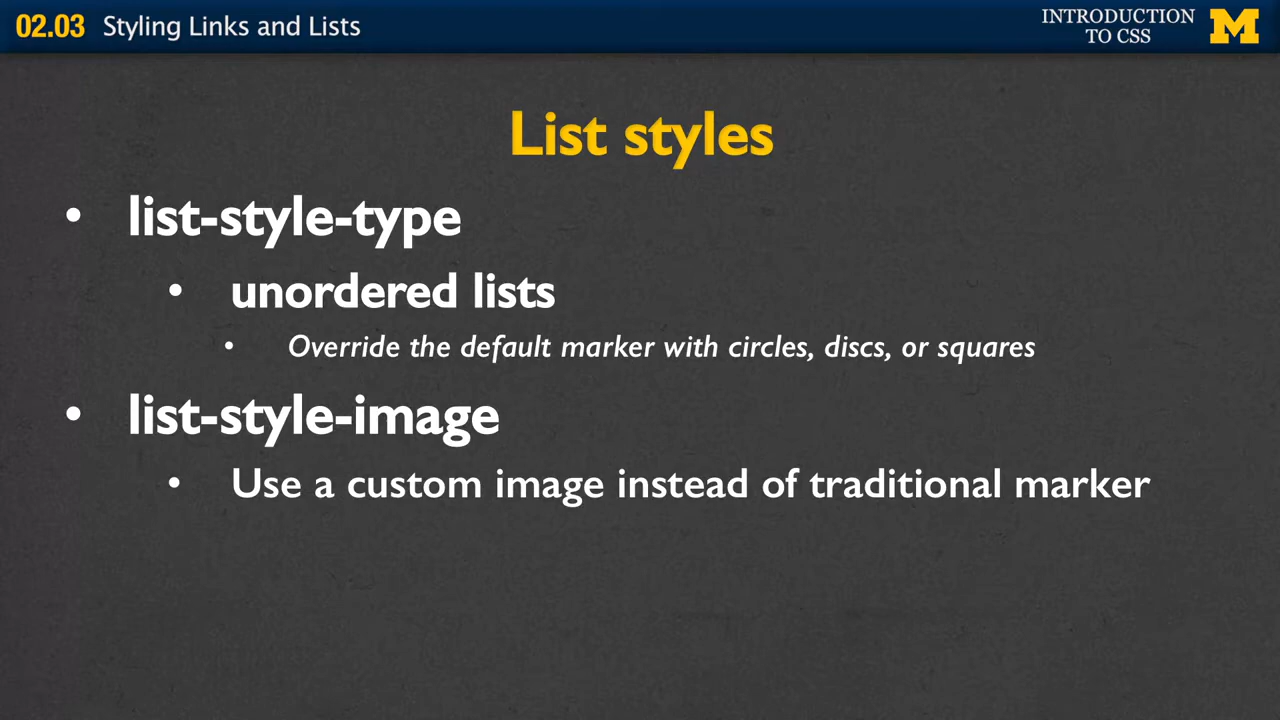 02.03 Styling Links and Lists
INTRODUCTION
TO CSS
M
List styles
• list-style-type
• unordered lists
• Override the default marker with circles, discs, or squares
• list-style-image
• Use a custom image instead of traditional marker